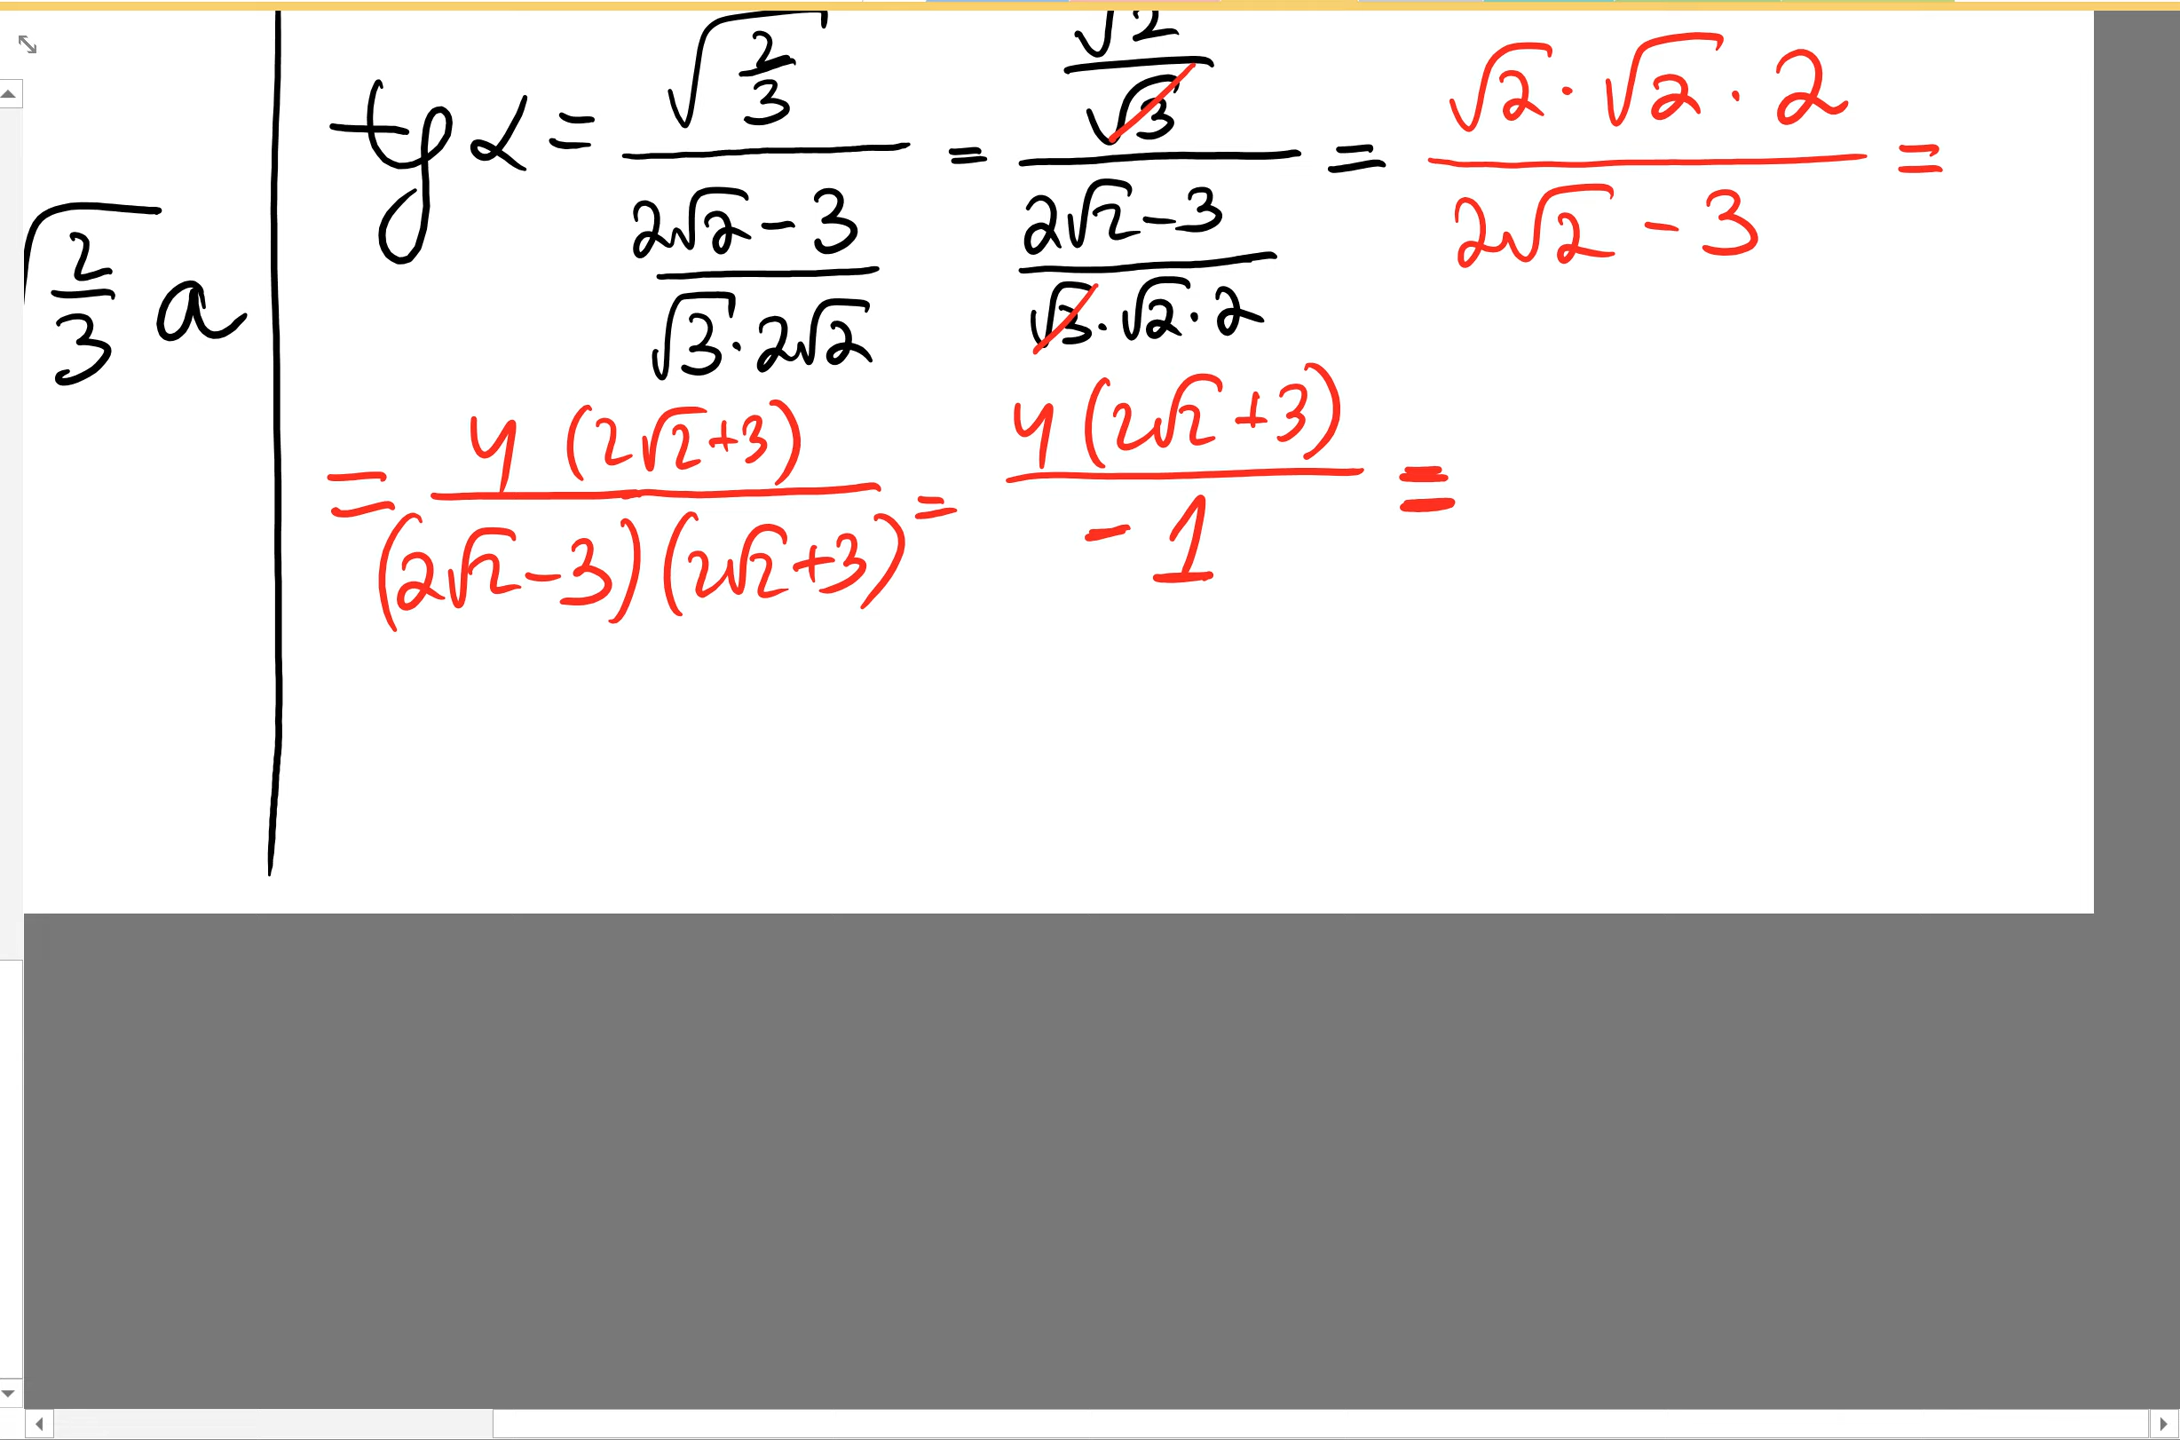 √(2/3) a
tg α = √(2/3) / ((2√2 − 3)/(√3 · 2√2)) = (√2/√3) / ((2√2 − 3)/(√3 · √2 · 2)) = (√2 · √2 · 2)/(2√2 − 3) =
= 4 (2√2+3) / ((2√2−3)(2√2+3)) = 4 (2√2+3) / −1 =